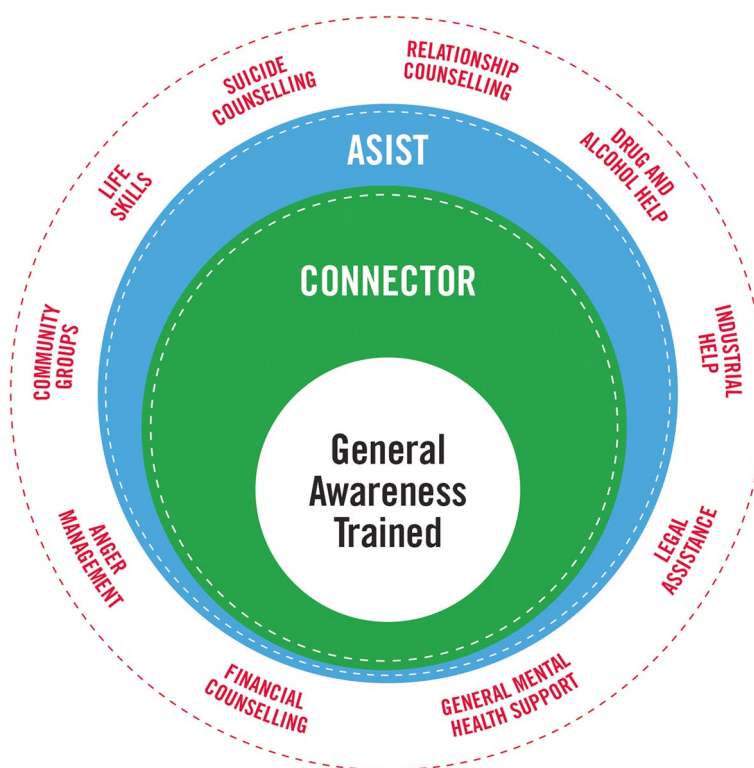 SUICIDE
COUNSELLING
RELATIONSHIP
COUNSELLING
DRUG AND
ALCOHOL HELP
INDUSTRIAL
HELP
LEGAL
ASSISTANCE
GENERAL MENTAL
HEALTH SUPPORT
FINANCIAL
COUNSELLING
ANGER
MANAGEMENT
COMMUNITY
GROUPS
LIFE
SKILLS
ASIST
CONNECTOR
General
Awareness
Trained